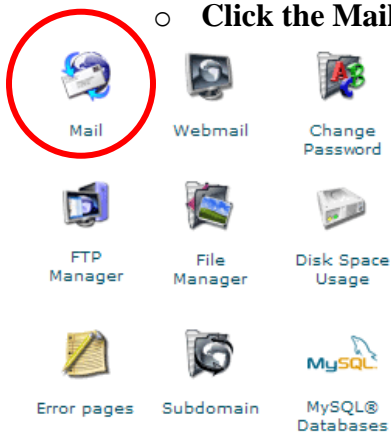 ○ Click the Mail
Mail Webmail Change
Password
FTP
Manager File
Manager Disk Space
Usage
MySQL
Error pages Subdomain MySQL®
Databases